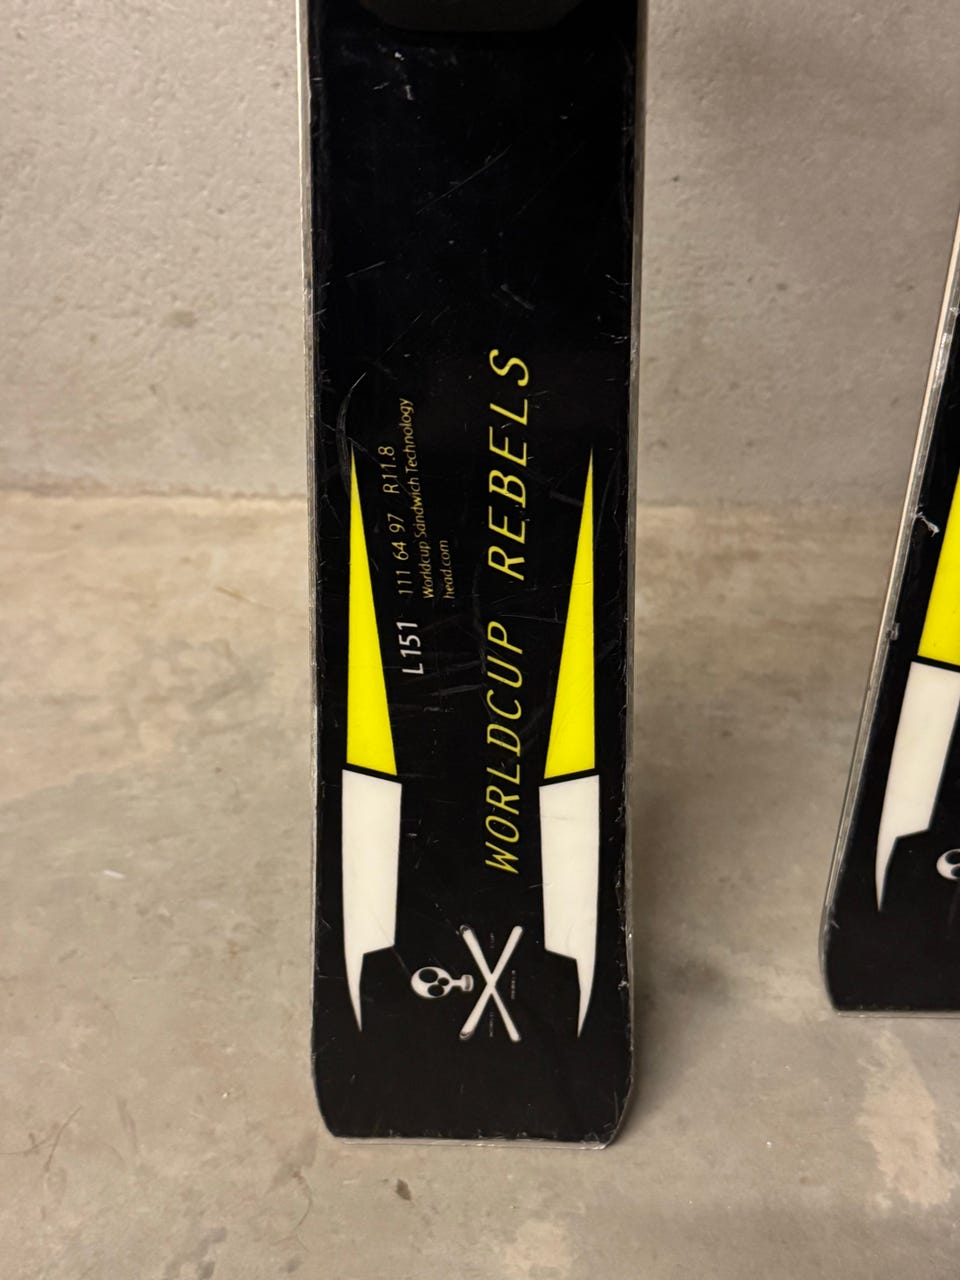 L151 111 64 97 R11.8
Worldcup Sandwich Technology
head.com
WORLDCUP REBELS